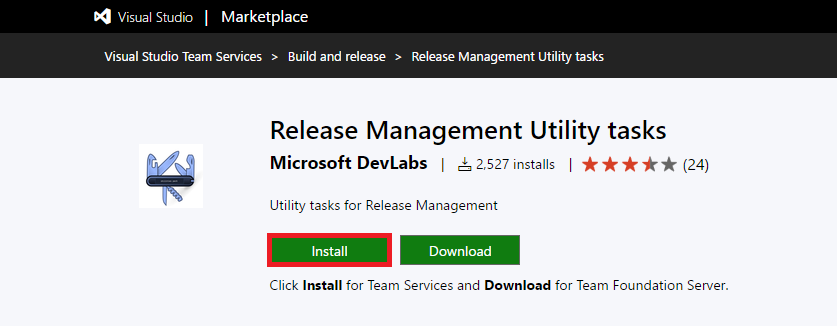 Visual Studio | Marketplace
Visual Studio Team Services > Build and release > Release Management Utility tasks
Release Management Utility tasks
Microsoft DevLabs | 2,527 installs | (24)
Utility tasks for Release Management
Install Download
Click Install for Team Services and Download for Team Foundation Server.